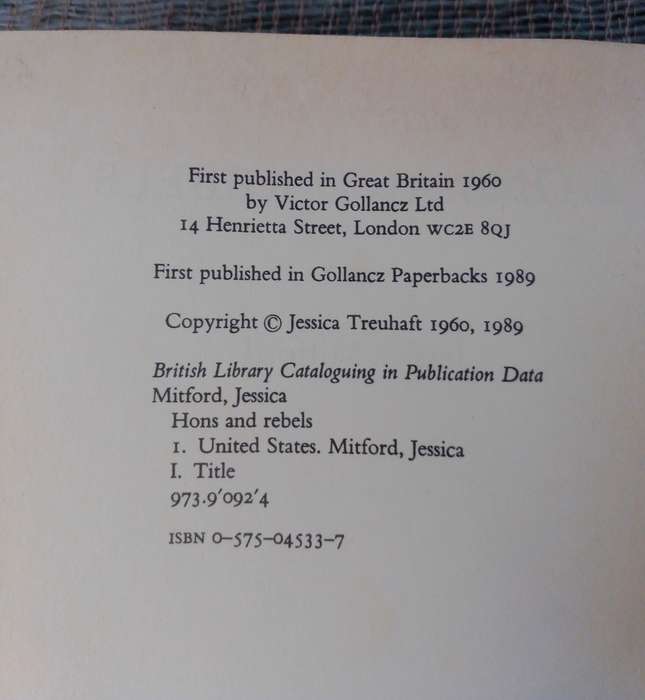 First published in Great Britain 1960
by Victor Gollancz Ltd
14 Henrietta Street, London WC2E 8QJ
First published in Gollancz Paperbacks 1989
Copyright © Jessica Treuhaft 1960, 1989
British Library Cataloguing in Publication Data
Mitford, Jessica
Hons and rebels
1. United States. Mitford, Jessica
I. Title
973.9'092'4
ISBN 0–575–04533–7